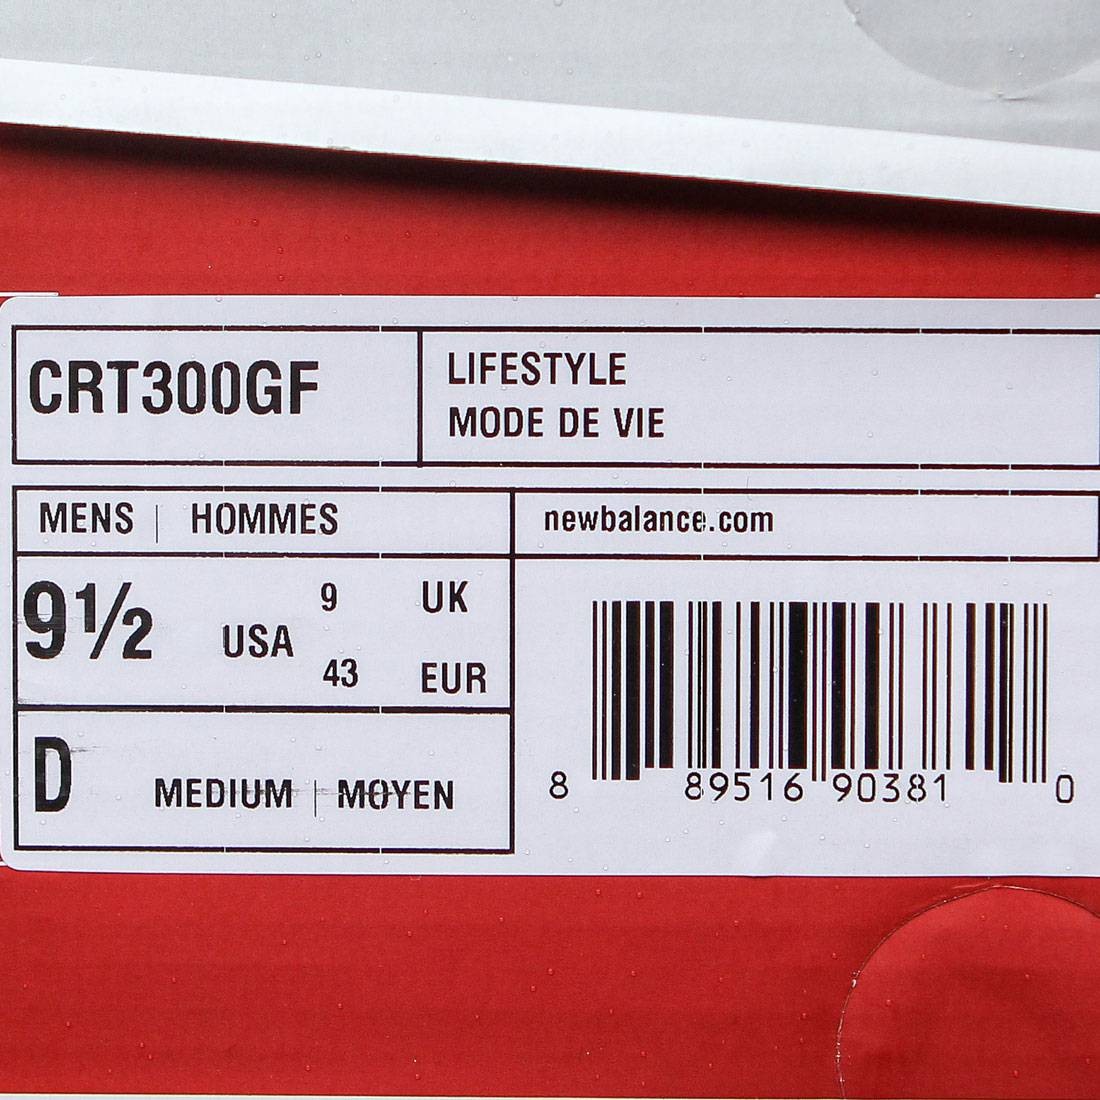 CRT300GF
LIFESTYLE
MODE DE VIE
MENS | HOMMES
newbalance.com
9½ USA
9 UK
43 EUR
D MEDIUM | MOYEN
8 89516 90381 0